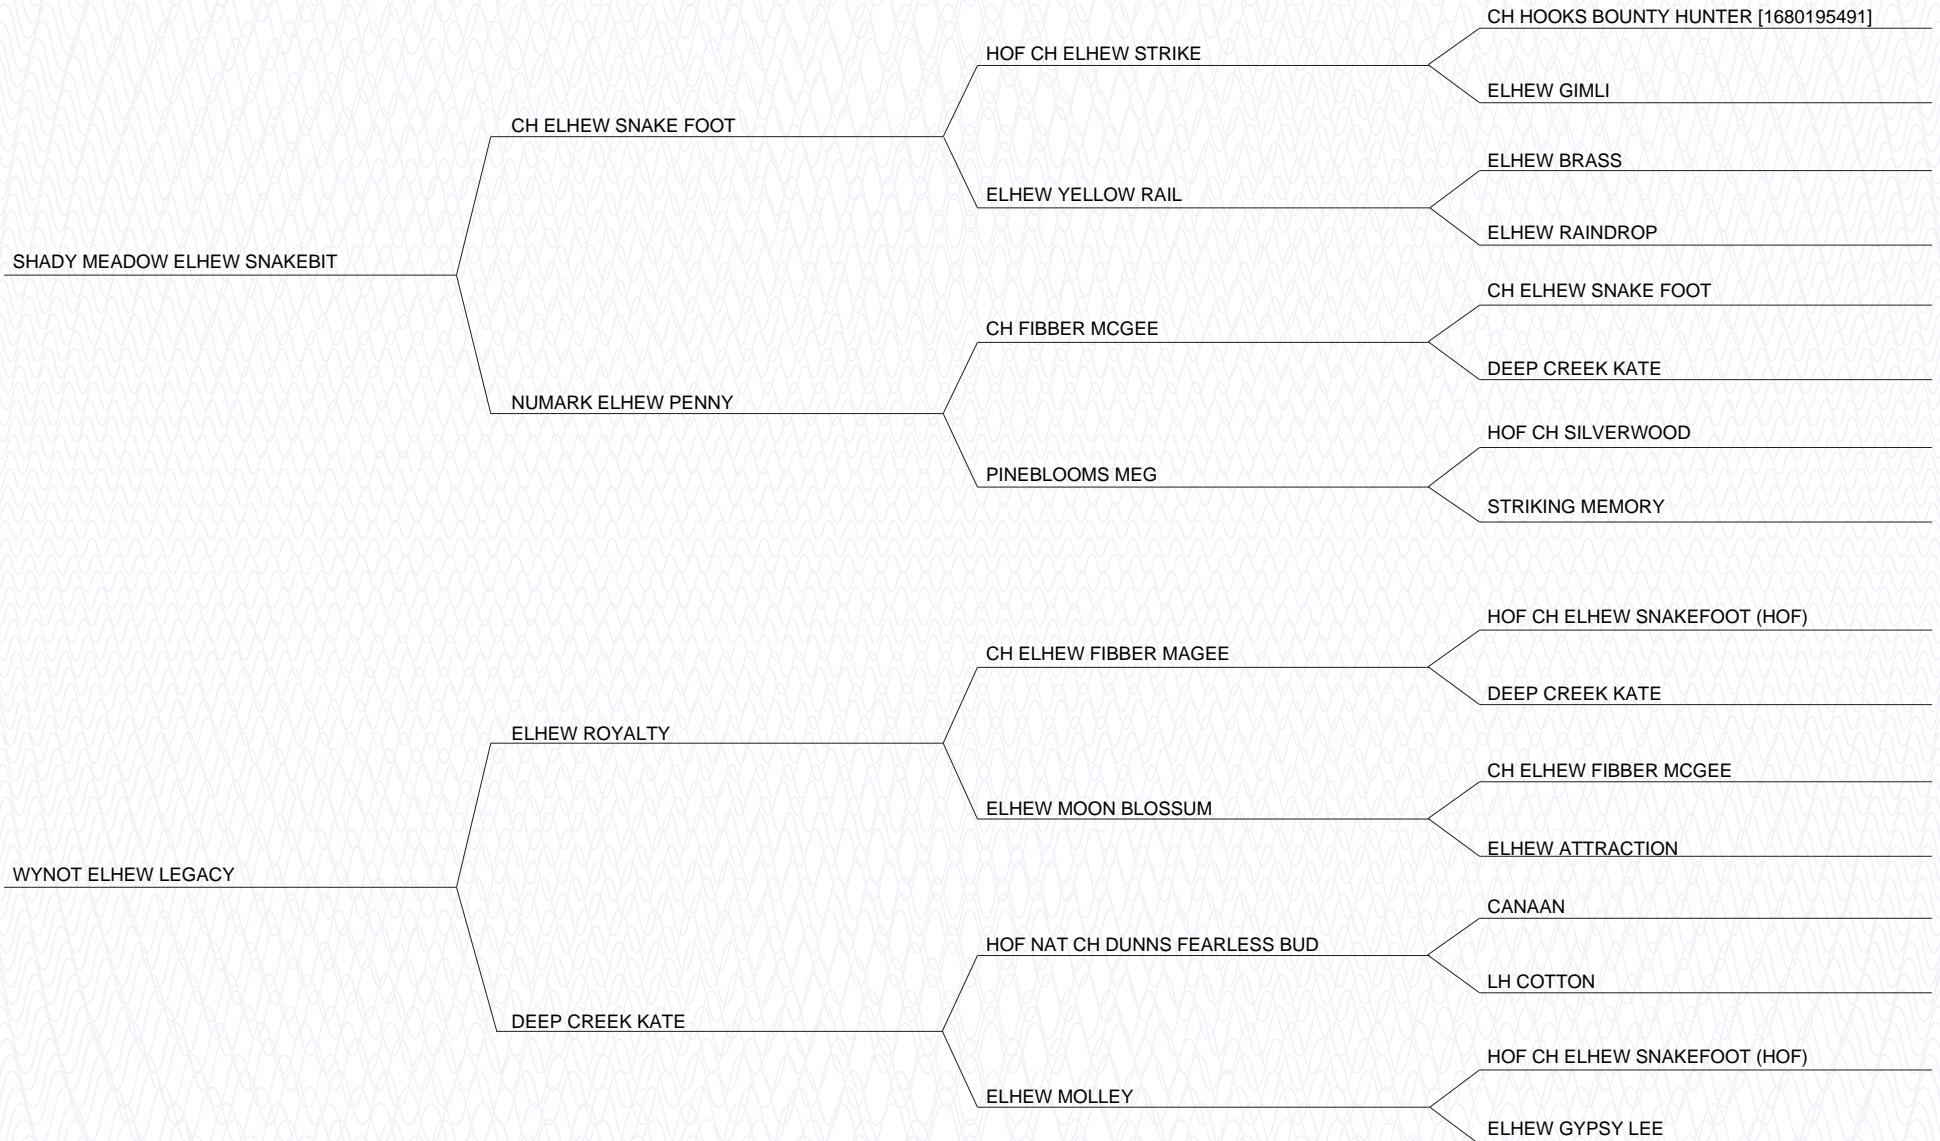 CH HOOKS BOUNTY HUNTER [1680195491]
HOF CH ELHEW STRIKE
ELHEW GIMLI
CH ELHEW SNAKE FOOT
ELHEW BRASS
ELHEW YELLOW RAIL
ELHEW RAINDROP
SHADY MEADOW ELHEW SNAKEBIT
CH ELHEW SNAKE FOOT
CH FIBBER MCGEE
DEEP CREEK KATE
NUMARK ELHEW PENNY
HOF CH SILVERWOOD
PINEBLOOMS MEG
STRIKING MEMORY
HOF CH ELHEW SNAKEFOOT (HOF)
CH ELHEW FIBBER MAGEE
DEEP CREEK KATE
ELHEW ROYALTY
CH ELHEW FIBBER MCGEE
ELHEW MOON BLOSSUM
ELHEW ATTRACTION
WYNOT ELHEW LEGACY
CANAAN
HOF NAT CH DUNNS FEARLESS BUD
LH COTTON
DEEP CREEK KATE
HOF CH ELHEW SNAKEFOOT (HOF)
ELHEW MOLLEY
ELHEW GYPSY LEE